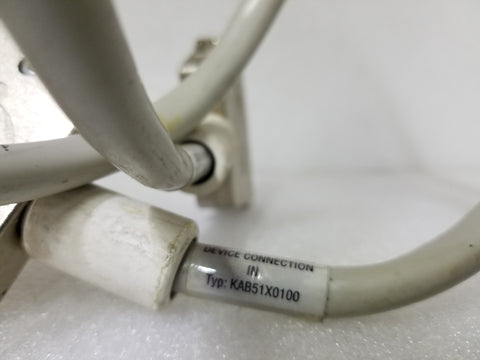 DEVICE CONNECTION
IN
Typ: KAB51X0100